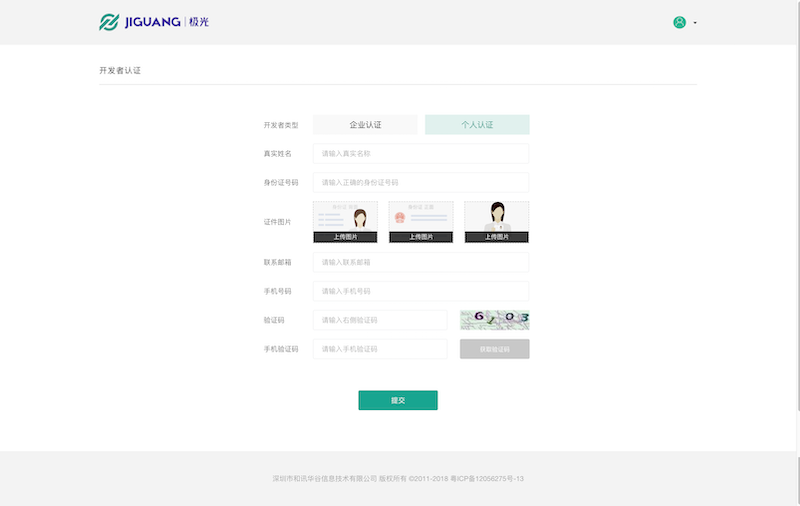 JIGUANG | 极光
开发者认证
开发者类型 企业认证 个人认证
真实姓名 请输入真实名称
身份证号码 请输入正确的身份证号码
证件图片 上传图片 上传图片 上传图片
联系邮箱 请输入联系邮箱
手机号码 请输入手机号码
验证码 请输入右侧验证码
手机验证码 请输入手机验证码 获取验证码
提交
深圳市和讯华谷信息技术有限公司 版权所有 ©2011-2018 粤ICP备12056275号-13